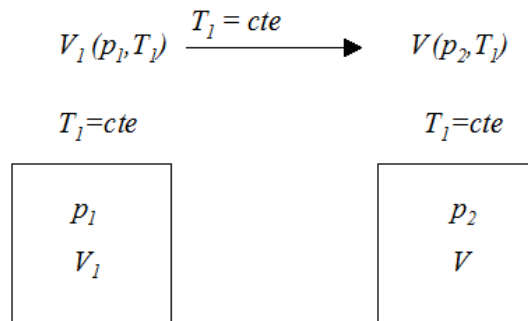 T₁ = cte
V₁(p₁,T₁) V(p₂,T₁)
T₁=cte T₁=cte
p₁ p₂
V₁ V